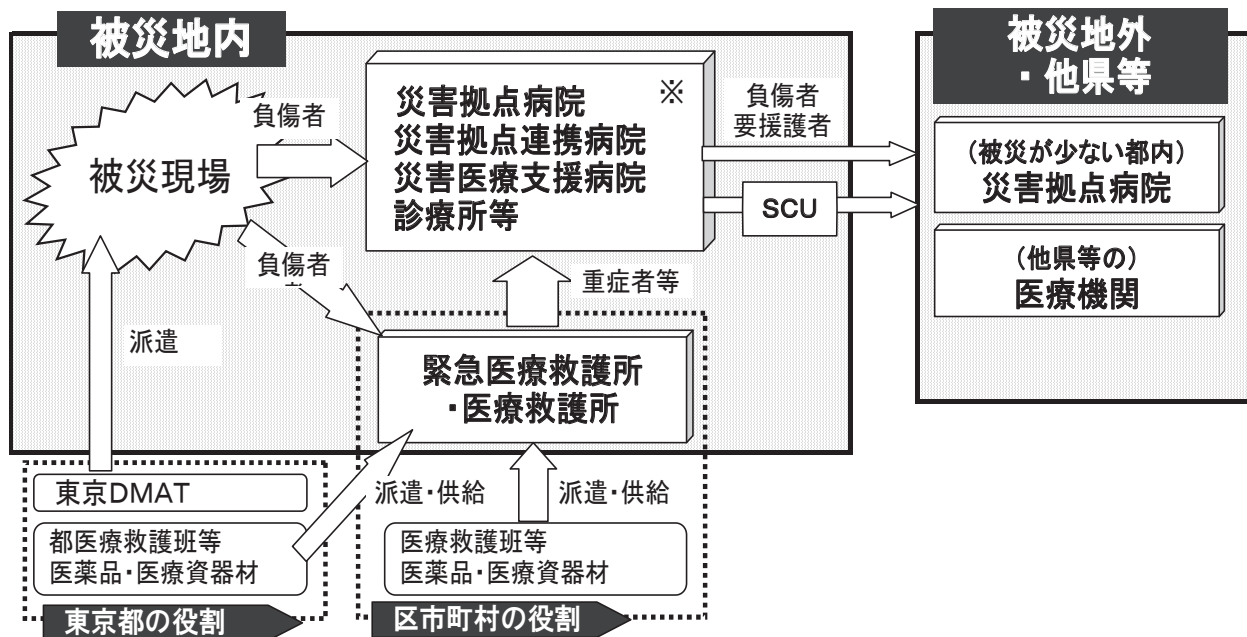 被災地内
被災地外
・他県等
被災現場
負傷者
災害拠点病院
※
災害拠点連携病院
災害医療支援病院
診療所等
負傷者
要援護者
SCU
(被災が少ない都内)
災害拠点病院
(他県等の)
医療機関
負傷者
重症者等
派遣
緊急医療救護所
・医療救護所
東京DMAT
都医療救護班等
医薬品・医療資器材
東京都の役割
派遣・供給
派遣・供給
医療救護班等
医薬品・医療資器材
区市町村の役割